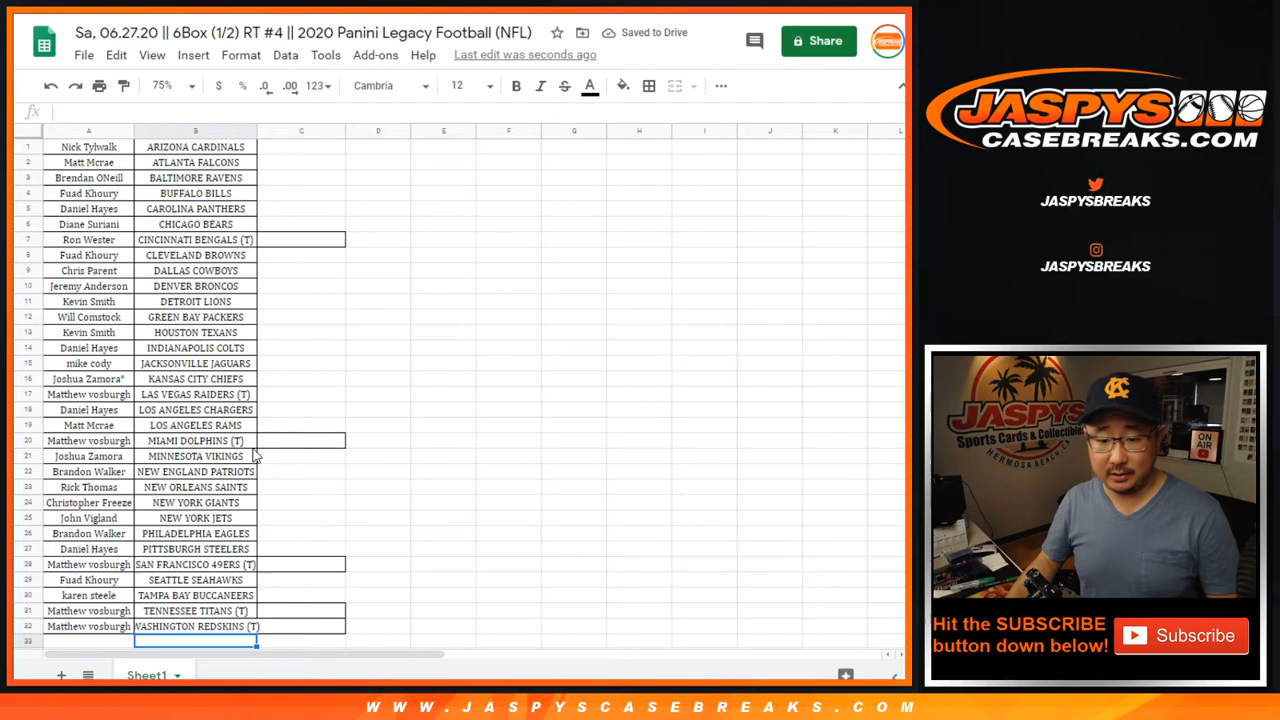 Sa, 06.27.20 || 6Box (1/2) RT #4 || 2020 Panini Legacy Football (NFL)
Saved to Drive
Share
File Edit View Insert Format Data Tools Add-ons Help Last edit was seconds ago
75% $ % .0 .00 123 Cambria 12 B I S A
fx
A B C D E F G H I J K L
1 Nick Tylwalk ARIZONA CARDINALS
2 Matt Mcrae ATLANTA FALCONS
3 Brendan ONeill BALTIMORE RAVENS
4 Fuad Khoury BUFFALO BILLS
5 Daniel Hayes CAROLINA PANTHERS
6 Diane Suriani CHICAGO BEARS
7 Ron Wester CINCINNATI BENGALS (T)
8 Fuad Khoury CLEVELAND BROWNS
9 Chris Parent DALLAS COWBOYS
10 Jeremy Anderson DENVER BRONCOS
11 Kevin Smith DETROIT LIONS
12 Will Comstock GREEN BAY PACKERS
13 Kevin Smith HOUSTON TEXANS
14 Daniel Hayes INDIANAPOLIS COLTS
15 mike cody JACKSONVILLE JAGUARS
16 Joshua Zamora* KANSAS CITY CHIEFS
17 Matthew vosburgh LAS VEGAS RAIDERS (T)
18 Daniel Hayes LOS ANGELES CHARGERS
19 Matt Mcrae LOS ANGELES RAMS
20 Matthew vosburgh MIAMI DOLPHINS (T)
21 Joshua Zamora MINNESOTA VIKINGS
22 Brandon Walker NEW ENGLAND PATRIOTS
23 Rick Thomas NEW ORLEANS SAINTS
24 Christopher Freeze NEW YORK GIANTS
25 John Vigland NEW YORK JETS
26 Brandon Walker PHILADELPHIA EAGLES
27 Daniel Hayes PITTSBURGH STEELERS
28 Matthew vosburgh SAN FRANCISCO 49ERS (T)
29 Fuad Khoury SEATTLE SEAHAWKS
30 karen steele TAMPA BAY BUCCANEERS
31 Matthew vosburgh TENNESSEE TITANS (T)
32 Matthew vosburgh WASHINGTON REDSKINS (T)
33
Sheet1
JASPYS
CASEBREAKS.COM
JASPYSBREAKS
JASPYSBREAKS
JASPYS
Sports Cards & Collectibles
HERMOSA BEACH, CA
KC
ON AIR
Hit the SUBSCRIBE
button down below!
Subscribe
WWW.JASPYSCASEBREAKS.COM